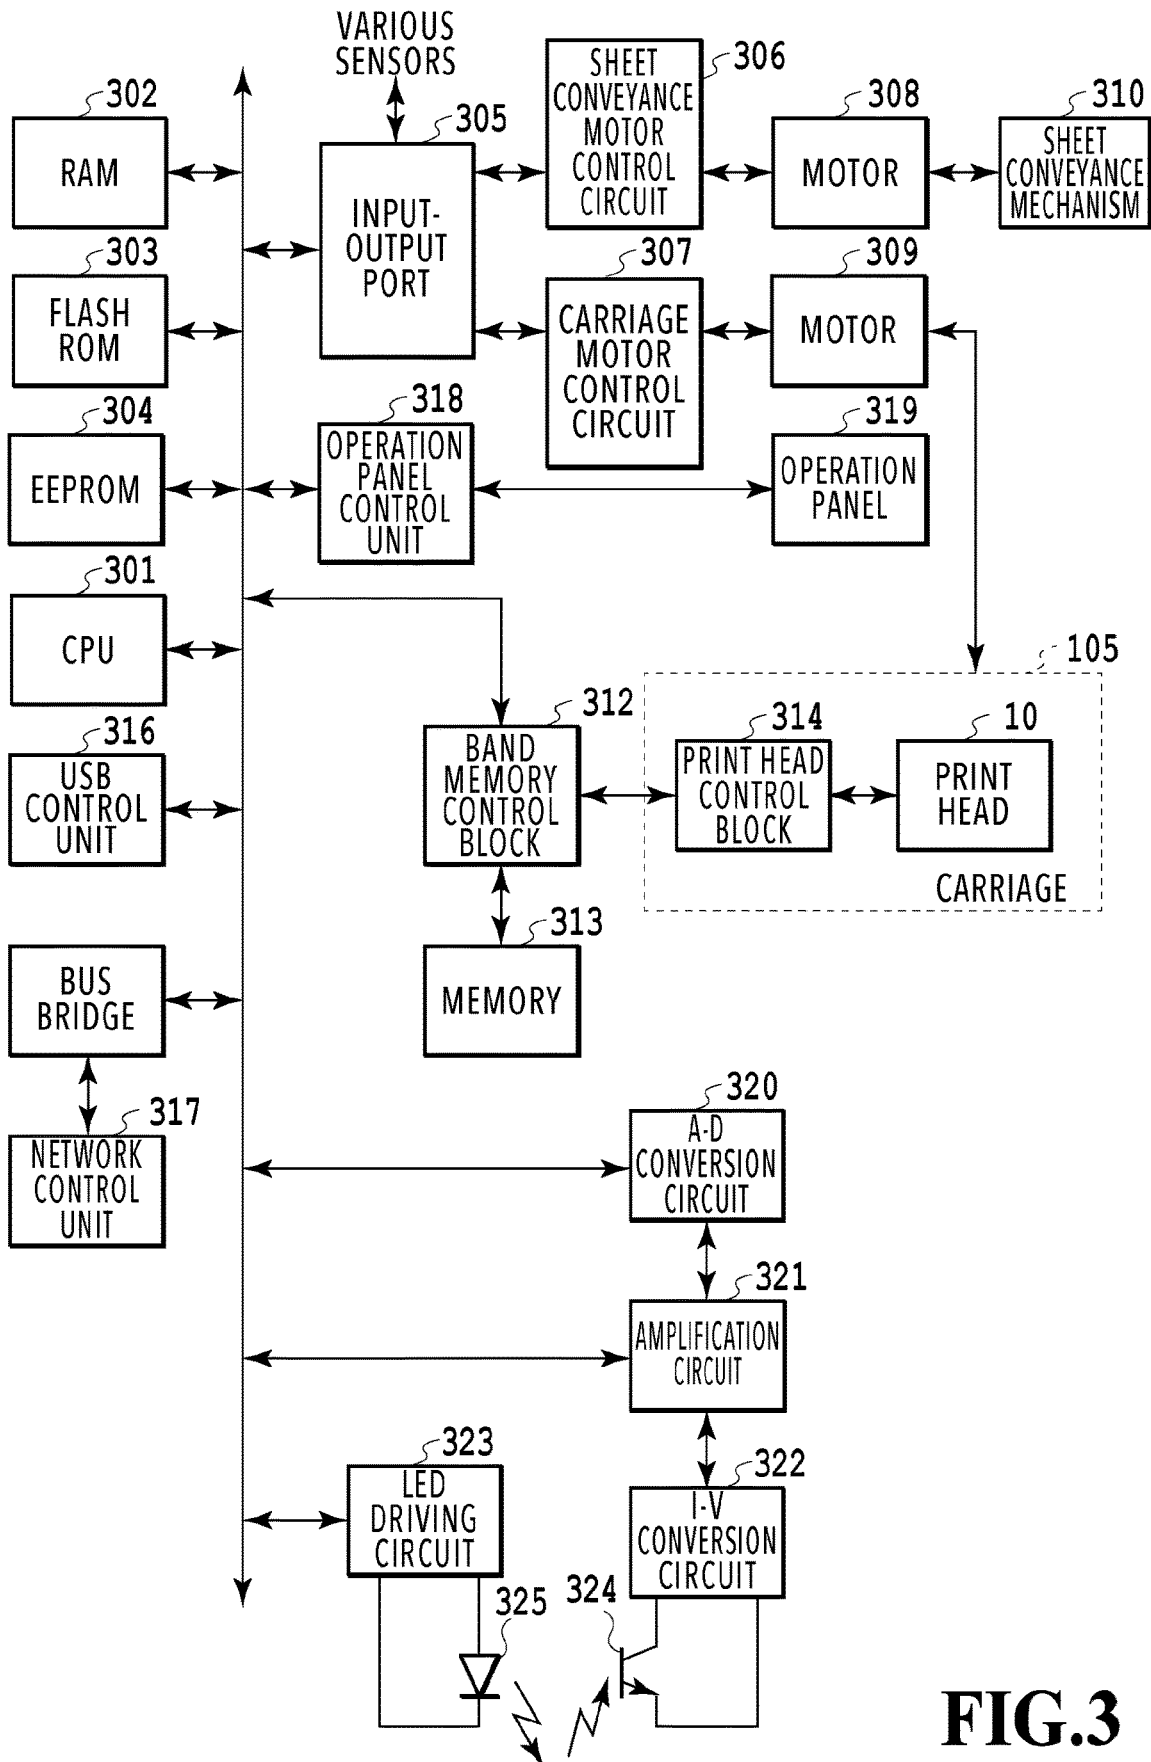 VARIOUS
SENSORS
302
RAM
305
INPUT-
OUTPUT
PORT
306
SHEET
CONVEYANCE
MOTOR
CONTROL
CIRCUIT
308
MOTOR
310
SHEET
CONVEYANCE
MECHANISM
303
FLASH
ROM
307
CARRIAGE
MOTOR
CONTROL
CIRCUIT
309
MOTOR
304
EEPROM
318
OPERATION
PANEL
CONTROL
UNIT
319
OPERATION
PANEL
301
CPU
105
316
USB
CONTROL
UNIT
312
BAND
MEMORY
CONTROL
BLOCK
314
PRINT HEAD
CONTROL
BLOCK
10
PRINT
HEAD
CARRIAGE
313
MEMORY
BUS
BRIDGE
317
NETWORK
CONTROL
UNIT
320
A-D
CONVERSION
CIRCUIT
321
AMPLIFICATION
CIRCUIT
323
LED
DRIVING
CIRCUIT
322
I-V
CONVERSION
CIRCUIT
325
324
FIG.3